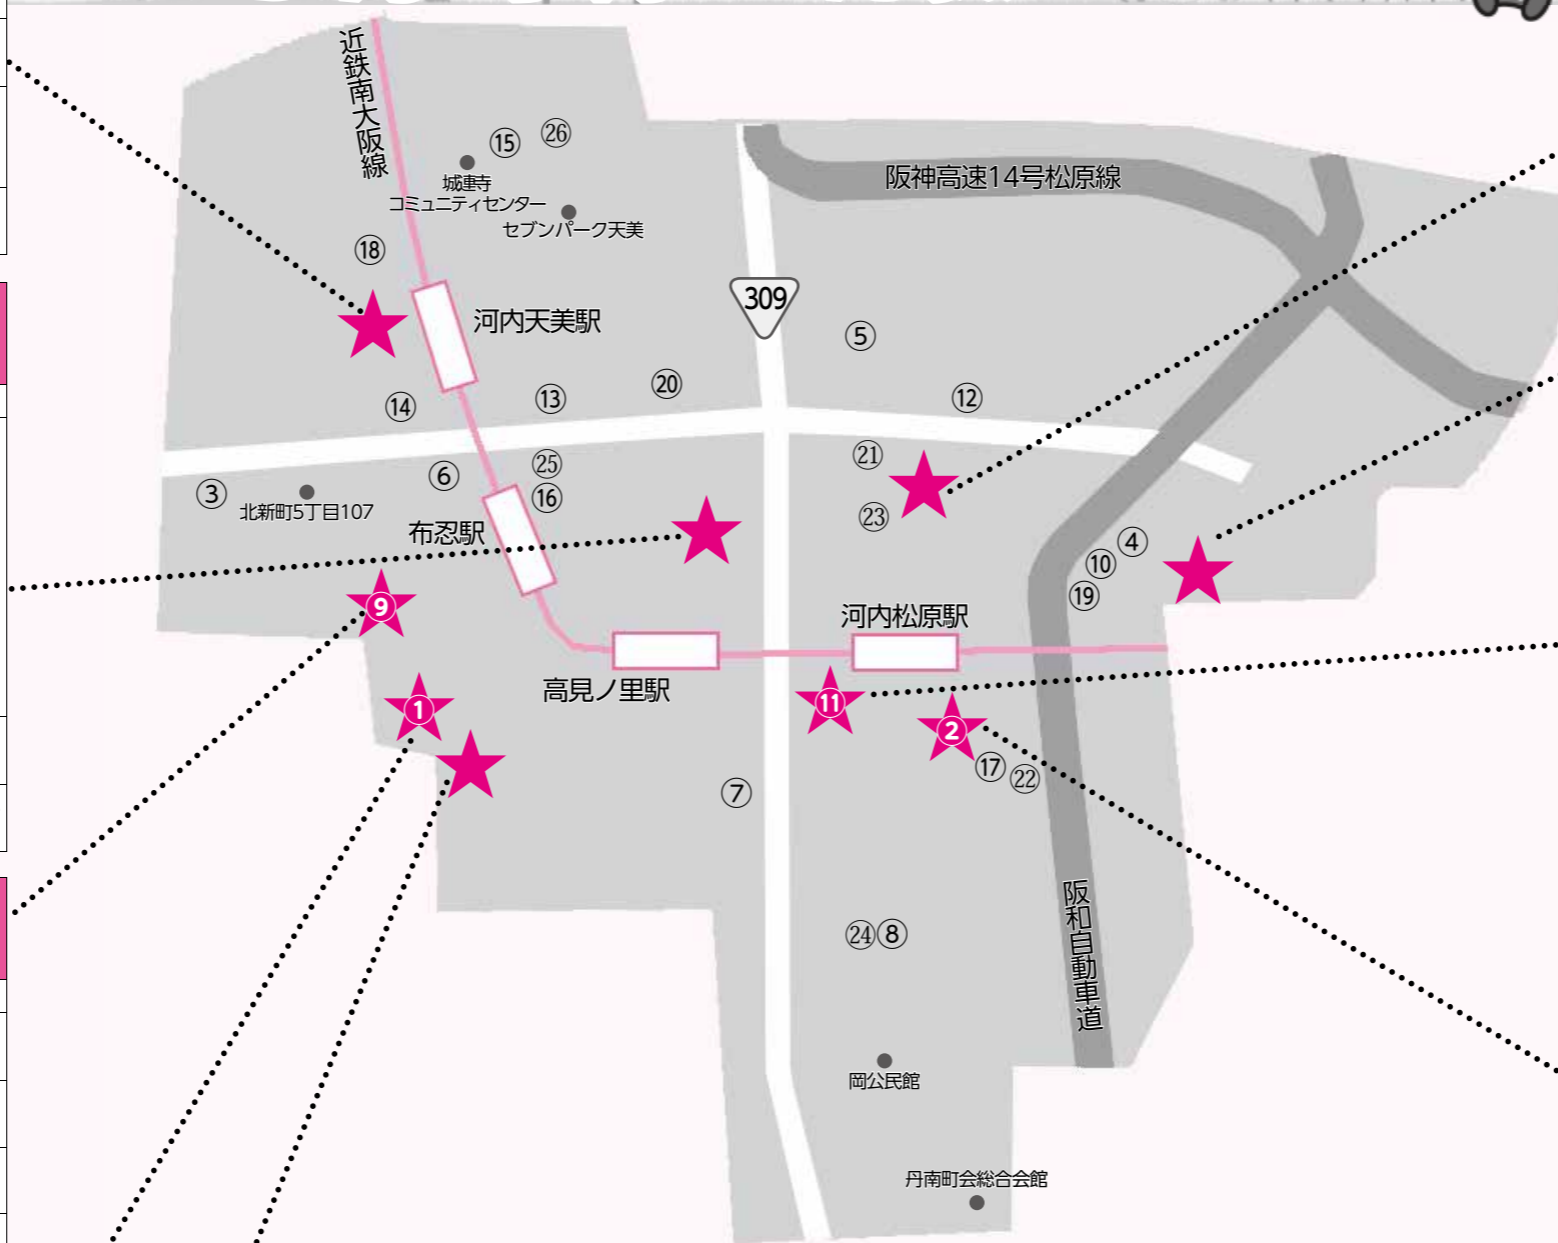 近鉄南大阪線
⑮
㉖
城連寺
コミュニティセンター
セブンパーク天美
阪神高速14号松原線
⑱
309
河内天美駅
⑤
⑭
⑬
⑳
⑫
③
北新町5丁目107
⑥
㉕
⑯
㉑
㉓
布忍駅
④
⑩
⑲
9
河内松原駅
高見ノ里駅
1
11
2
⑰
㉒
⑦
㉔
⑧
阪和自動車道
岡公民館
丹南町会総合会館